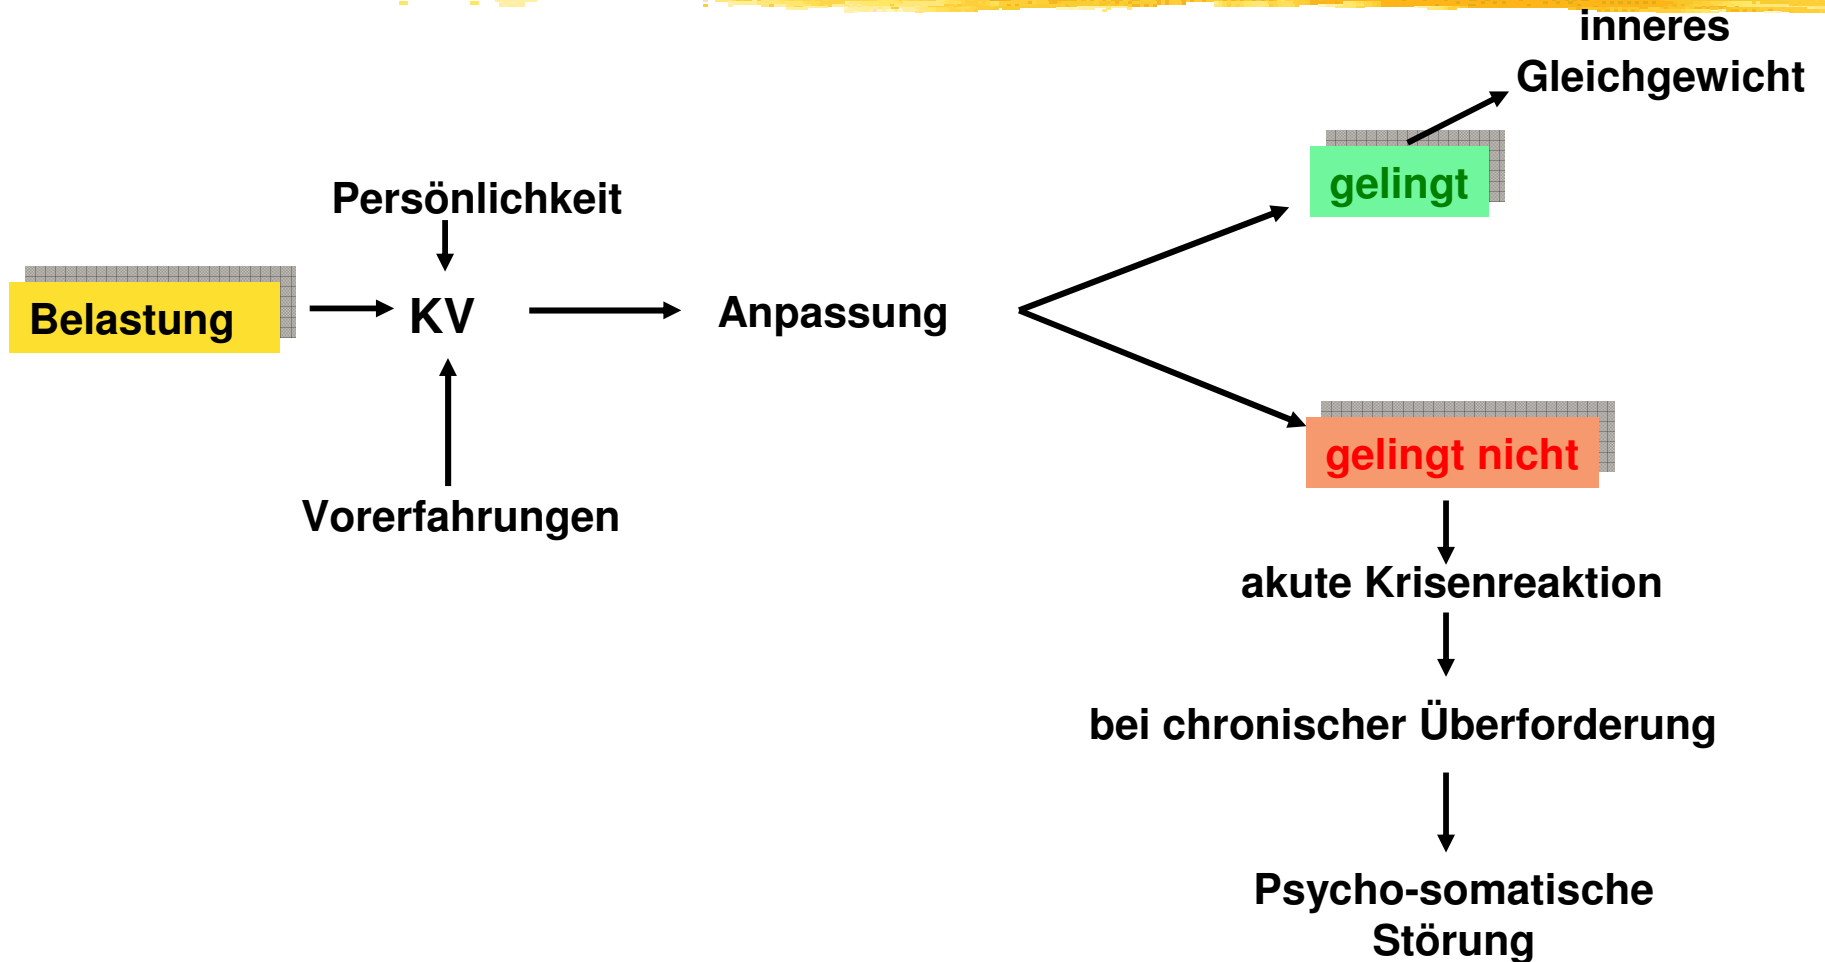 inneres
Gleichgewicht
gelingt
Persönlichkeit
Belastung
KV
Anpassung
gelingt nicht
Vorerfahrungen
akute Krisenreaktion
bei chronischer Überforderung
Psycho-somatische
Störung